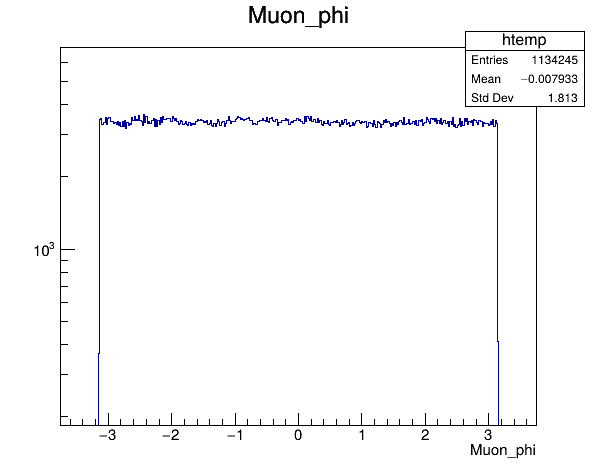 Muon_phi
htemp
Entries 1134245
Mean −0.007933
Std Dev 1.813
10³
−3 −2 −1 0 1 2 3
Muon_phi